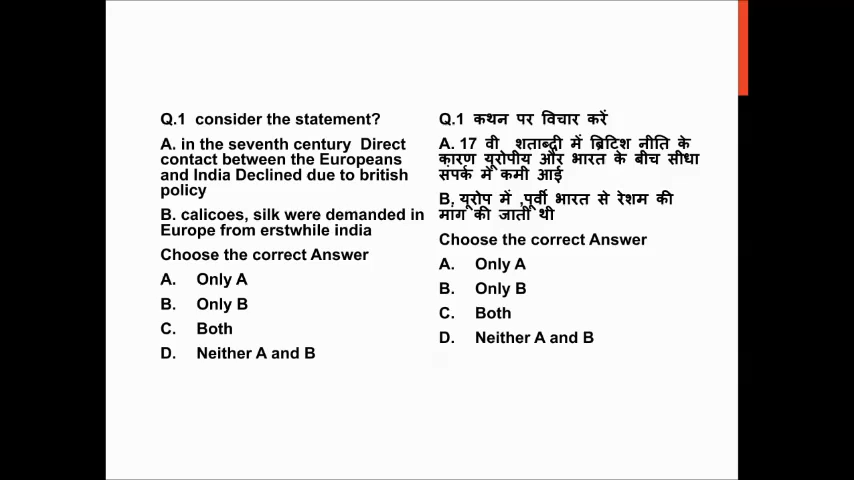 Q.1 consider the statement?
A. in the seventh century Direct
contact between the Europeans
and India Declined due to british
policy
B. calicoes, silk were demanded in
Europe from erstwhile india
Choose the correct Answer
A. Only A
B. Only B
C. Both
D. Neither A and B
Q.1 कथन पर विचार करें
A. 17 वी शताब्दी में ब्रिटिश नीति के
कारण यूरोपीय और भारत के बीच सीधा
संपर्क में कमी आई
B, यूरोप में ,पूर्वी भारत से रेशम की
मांग की जाती थी
Choose the correct Answer
A. Only A
B. Only B
C. Both
D. Neither A and B